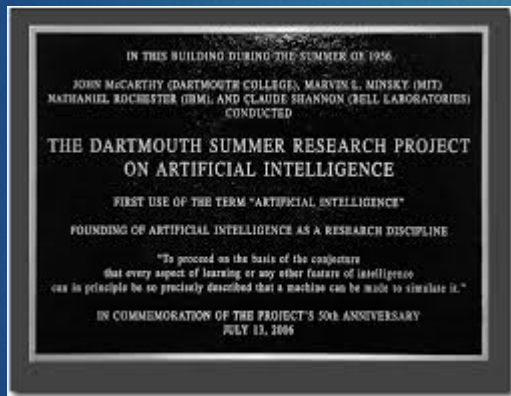 IN THIS BUILDING DURING THE SUMMER OF 1956
JOHN McCARTHY (DARTMOUTH COLLEGE), MARVIN L. MINSKY (MIT)
NATHANIEL ROCHESTER (IBM), AND CLAUDE SHANNON (BELL LABORATORIES)
CONDUCTED
THE DARTMOUTH SUMMER RESEARCH PROJECT
ON ARTIFICIAL INTELLIGENCE
FIRST USE OF THE TERM "ARTIFICIAL INTELLIGENCE"
FOUNDING OF ARTIFICIAL INTELLIGENCE AS A RESEARCH DISCIPLINE
"To proceed on the basis of the conjecture
that every aspect of learning or any other feature of intelligence
can in principle be so precisely described that a machine can be made to simulate it."
IN COMMEMORATION OF THE PROJECT'S 50th ANNIVERSARY
JULY 13, 2006